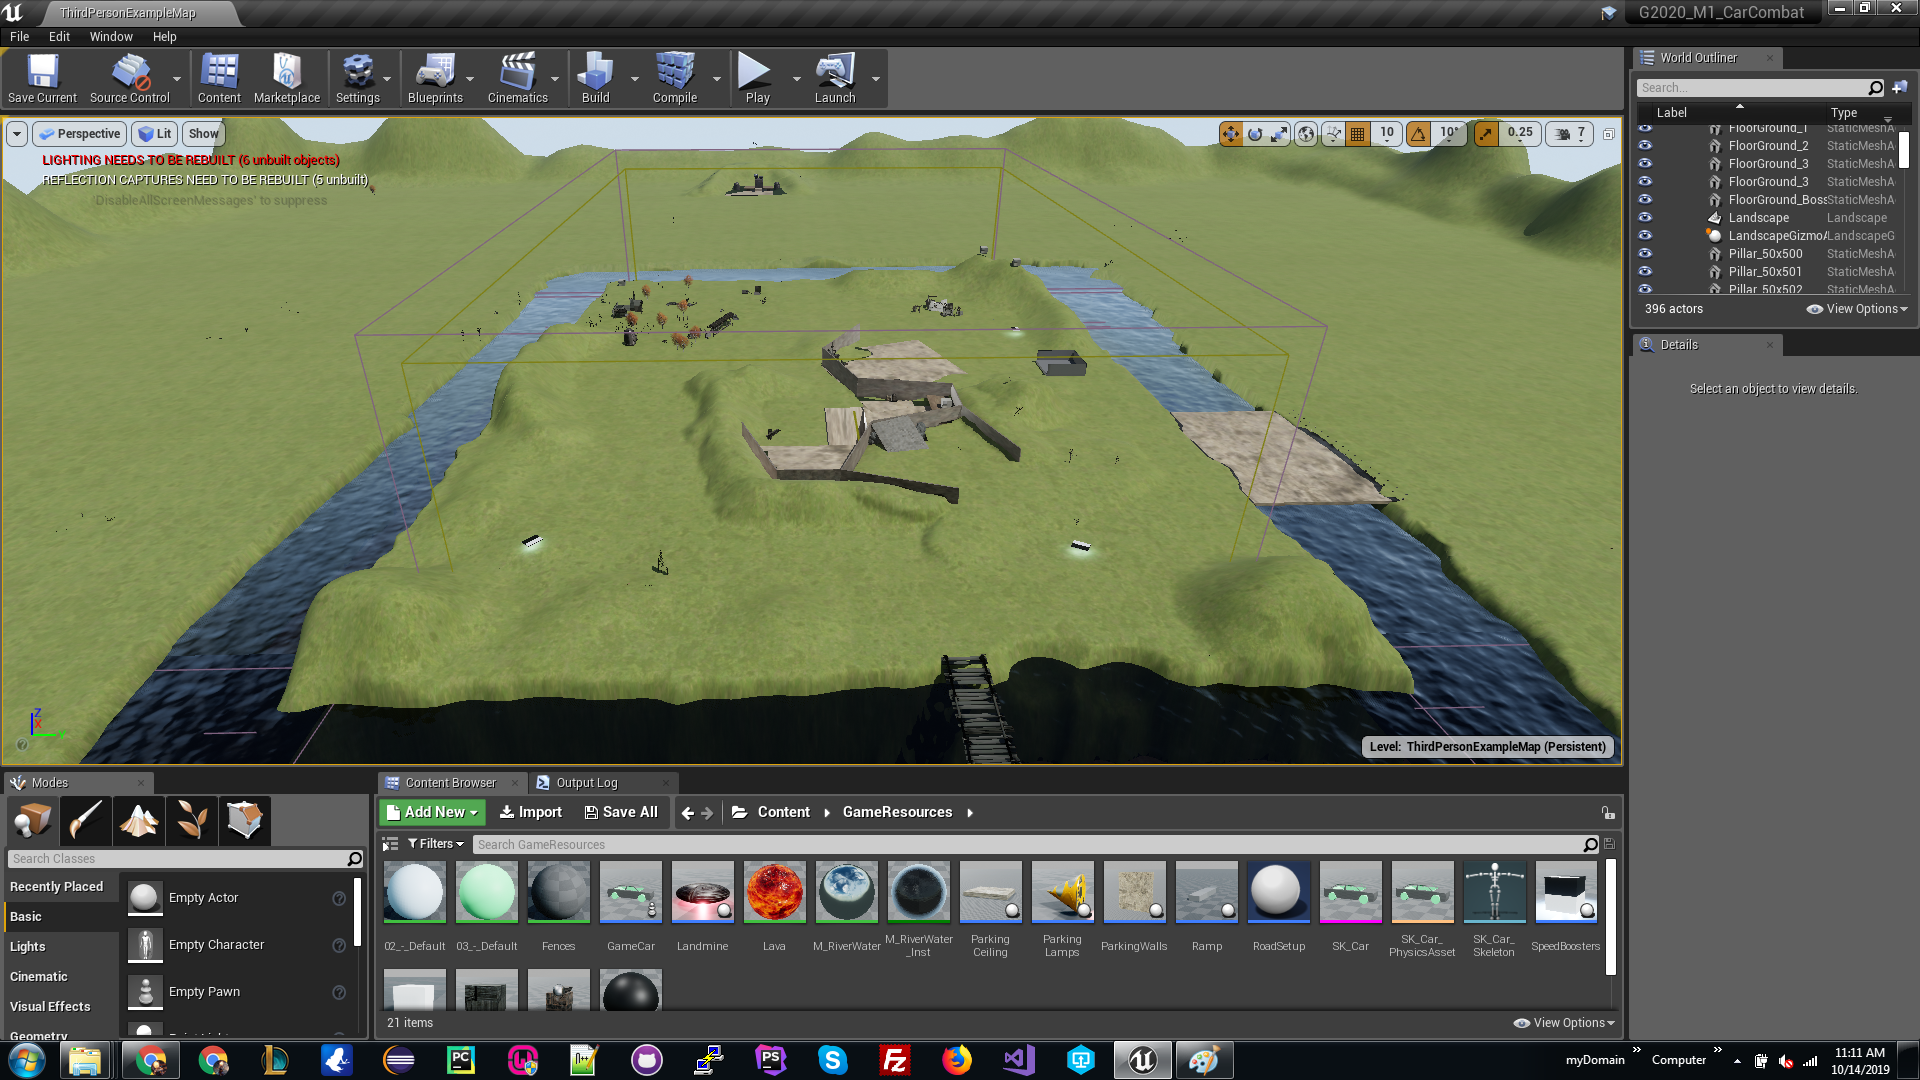 ThirdPersonExampleMap
G2020_M1_CarCombat
File Edit Window Help
Save Current Source Control Content Marketplace Settings Blueprints Cinematics Build Compile Play Launch
Perspective Lit Show
10 10° 0.25 7
LIGHTING NEEDS TO BE REBUILT (6 unbuilt objects)
REFLECTION CAPTURES NEED TO BE REBUILT (5 unbuilt)
'DisableAllScreenMessages' to suppress
Z
X
Y
Level: ThirdPersonExampleMap (Persistent)
World Outliner
Search...
Label Type
FloorGround_1 StaticMeshA
FloorGround_2 StaticMeshA
FloorGround_3 StaticMeshA
FloorGround_3 StaticMeshA
FloorGround_Boss StaticMeshA
Landscape Landscape
LandscapeGizmoA LandscapeG
Pillar_50x500 StaticMeshA
Pillar_50x501 StaticMeshA
Pillar_50x502 StaticMeshA
396 actors View Options
Details
Select an object to view details.
Modes
Search Classes
Recently Placed
Basic
Lights
Cinematic
Visual Effects
Geometry
Empty Actor
Empty Character
Empty Pawn
Content Browser Output Log
Add New Import Save All Content GameResources
Filters Search GameResources
02_-_Default 03_-_Default Fences GameCar Landmine Lava M_RiverWater M_RiverWater_Inst Parking Ceiling Parking Lamps ParkingWalls Ramp RoadSetup SK_Car SK_Car_PhysicsAsset SK_Car_Skeleton SpeedBoosters
21 items View Options
myDomain Computer
11:11 AM
10/14/2019